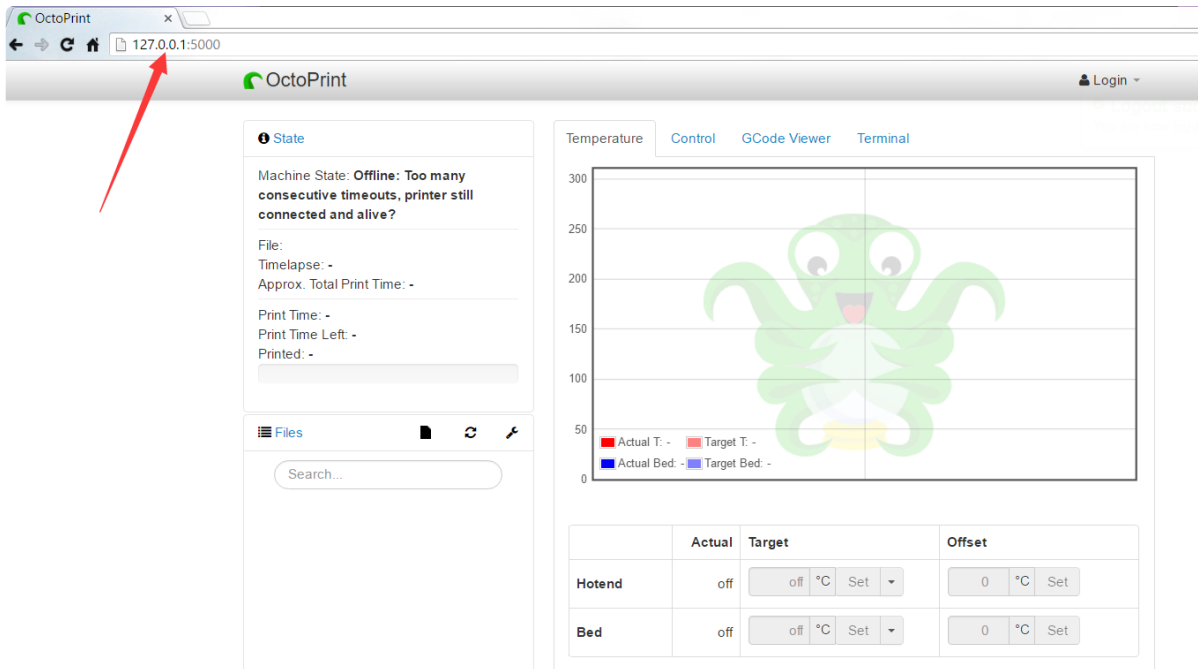 OctoPrint
127.0.0.1:5000
OctoPrint
Login
State
Machine State: Offline: Too many
consecutive timeouts, printer still
connected and alive?
File:
Timelapse: -
Approx. Total Print Time: -
Print Time: -
Print Time Left: -
Printed: -
Files
Search...
Temperature Control GCode Viewer Terminal
300
250
200
150
100
50
0
Actual T: - Target T: -
Actual Bed: - Target Bed: -
Actual Target Offset
Hotend off off °C Set 0 °C Set
Bed off off °C Set 0 °C Set